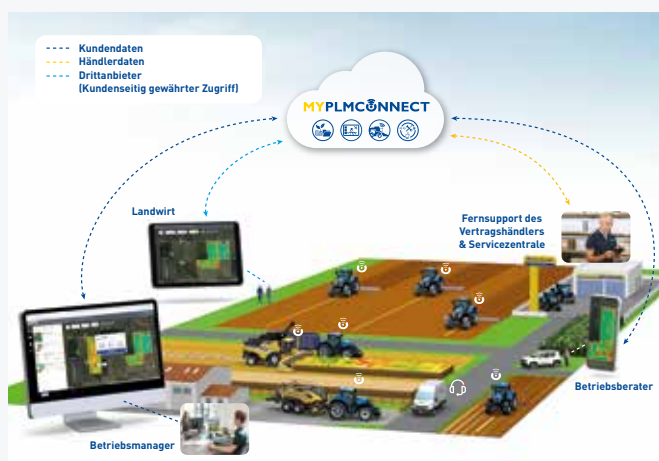 Kundendaten
Händlerdaten
Drittanbieter
(Kundenseitig gewährter Zugriff)
MYPLMCONNECT
Landwirt
Fernsupport des
Vertragshändlers
& Servicezentrale
Betriebsberater
Betriebsmanager